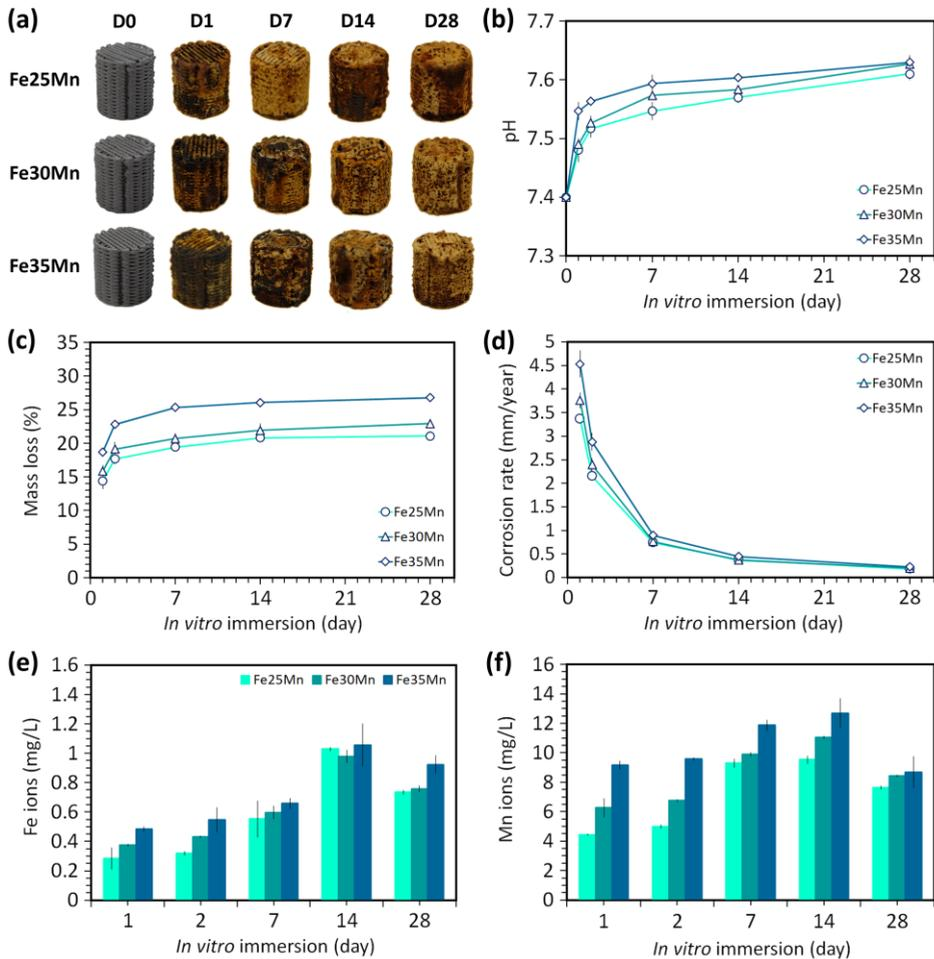 (a)
D0 D1 D7 D14 D28
Fe25Mn
Fe30Mn
Fe35Mn
(b)
7.7
7.6
7.5
7.4
7.3
pH
0 7 14 21 28
In vitro immersion (day)
Fe25Mn
Fe30Mn
Fe35Mn
(c)
35
30
25
20
15
10
5
0
Mass loss (%)
0 7 14 21 28
In vitro immersion (day)
Fe25Mn
Fe30Mn
Fe35Mn
(d)
5
4.5
4
3.5
3
2.5
2
1.5
1
0.5
0
Corrosion rate (mm/year)
0 7 14 21 28
In vitro immersion (day)
Fe25Mn
Fe30Mn
Fe35Mn
(e)
1.6
1.4
1.2
1
0.8
0.6
0.4
0.2
0
Fe ions (mg/L)
Fe25Mn Fe30Mn Fe35Mn
1 2 7 14 28
In vitro immersion (day)
(f)
16
14
12
10
8
6
4
2
0
Mn ions (mg/L)
1 2 7 14 28
In vitro immersion (day)